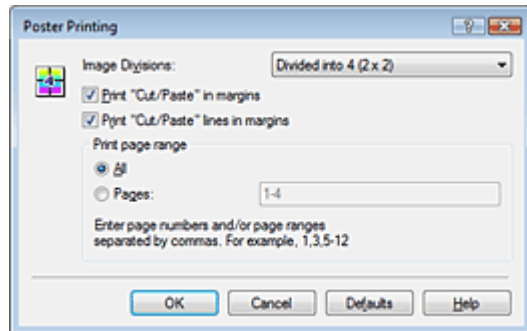 Poster Printing
Image Divisions: Divided into 4 (2 x 2)
4
Print "Cut/Paste" in margins
Print "Cut/Paste" lines in margins
Print page range
All
Pages: 1-4
Enter page numbers and/or page ranges
separated by commas. For example, 1,3,5-12
OK Cancel Defaults Help